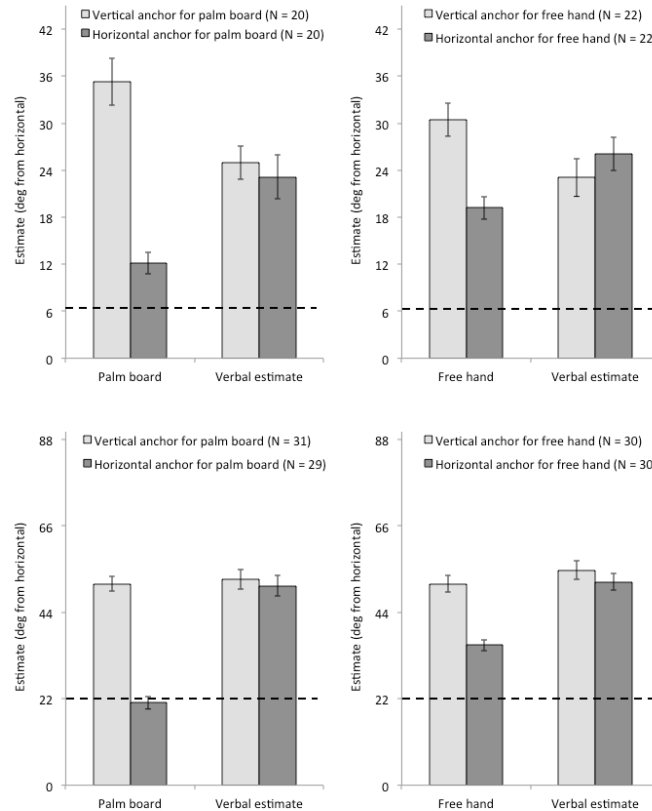 Vertical anchor for palm board (N = 20)
Horizontal anchor for palm board (N = 20)
42
36
30
24
18
12
6
0
Estimate (deg from horizontal)
Palm board Verbal estimate
Vertical anchor for free hand (N = 22)
Horizontal anchor for free hand (N = 22
42
36
30
24
18
12
6
0
Estimate (deg from horizontal)
Free hand Verbal estimate
Vertical anchor for palm board (N = 31)
Horizontal anchor for palm board (N = 29)
88
66
44
22
0
Estimate (deg from horizontal)
Palm board Verbal estimate
Vertical anchor for free hand (N = 30)
Horizontal anchor for free hand (N = 30
88
66
44
22
0
Estimate (deg from horizontal)
Free hand Verbal estimate